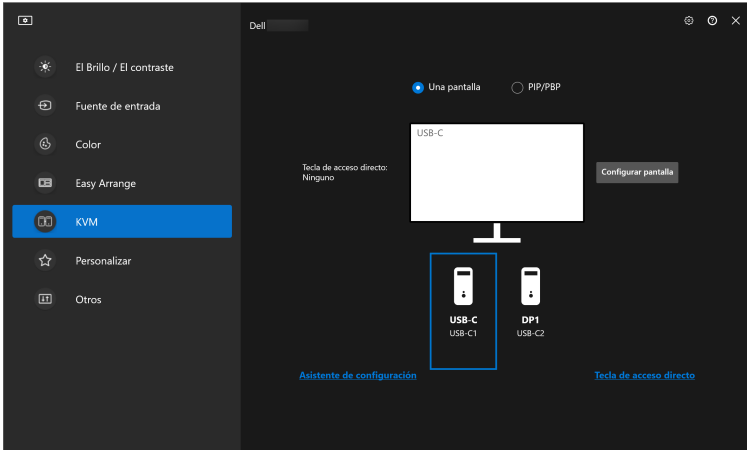 Dell
El Brillo / El contraste
Fuente de entrada
Color
Easy Arrange
KVM
Personalizar
Otros
Una pantalla
PIP/PBP
USB-C
Tecla de acceso directo:
Ninguno
Configurar pantalla
USB-C
USB-C1
DP1
USB-C2
Asistente de configuración
Tecla de acceso directo